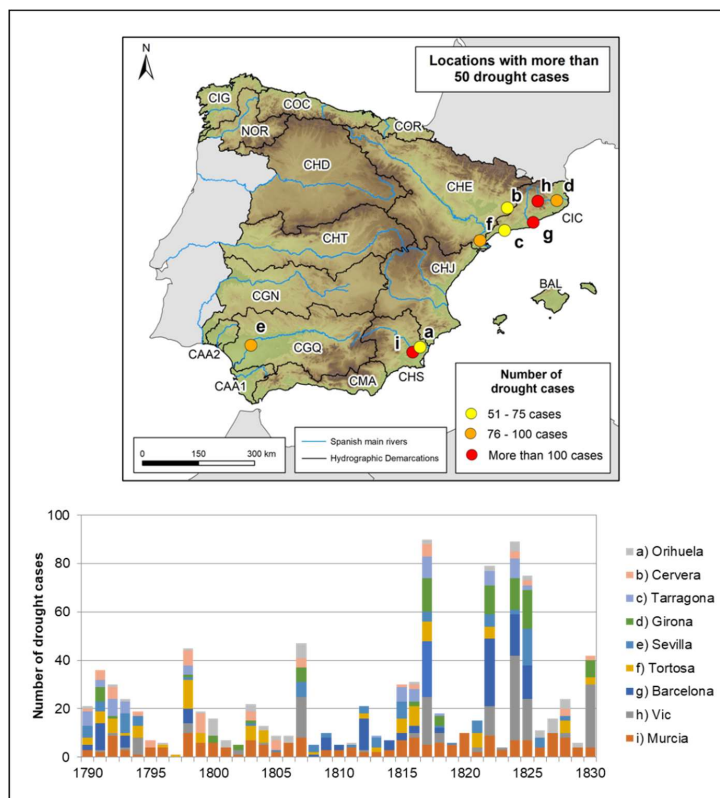 N
Locations with more than
50 drought cases
CIG
COC
NOR
COR
CHD
CHE
b
h
d
CIC
f
c
g
CHT
CHJ
BAL
CGN
e
a
CAA2
CGQ
i
CHS
CAA1
CMA
Number of
drought cases
51 - 75 cases
76 - 100 cases
More than 100 cases
0 150 300 km
Spanish main rivers
Hydrographic Demarcations
Number of drought cases
100
80
60
40
20
0
1790 1795 1800 1805 1810 1815 1820 1825 1830
a) Orihuela
b) Cervera
c) Tarragona
d) Girona
e) Sevilla
f) Tortosa
g) Barcelona
h) Vic
i) Murcia